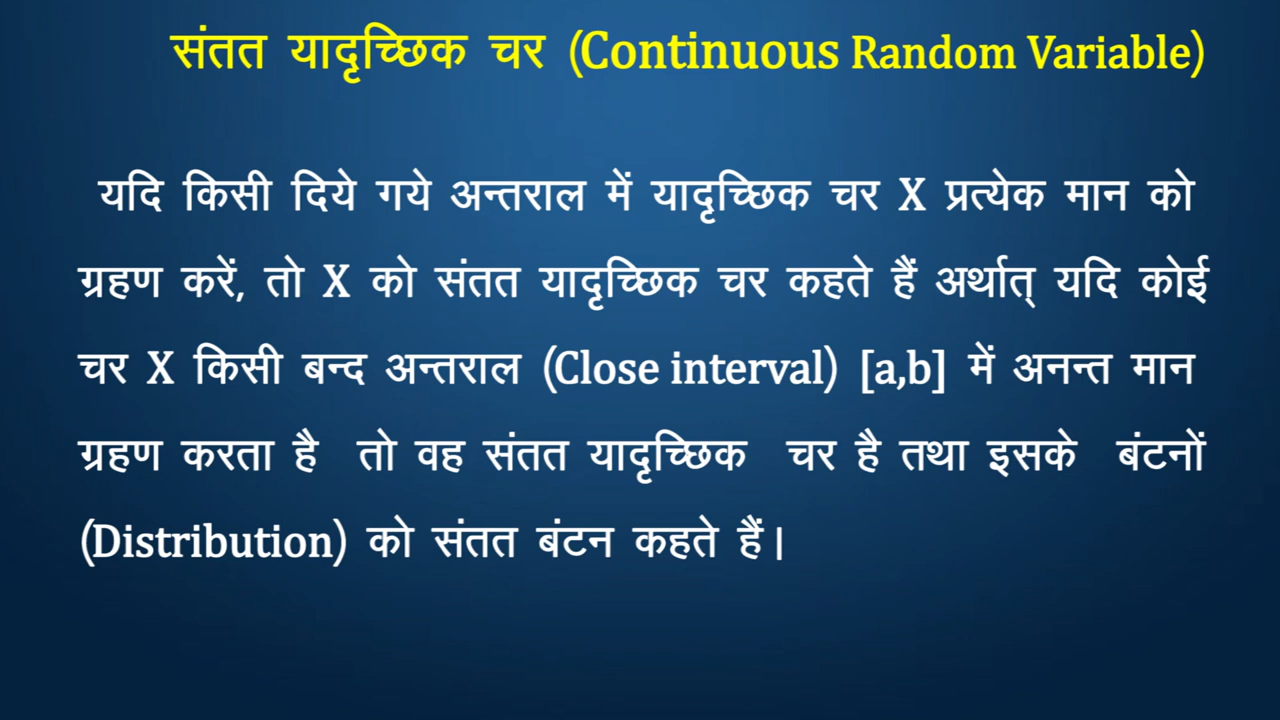 संतत यादृच्छिक चर (Continuous Random Variable)
यदि किसी दिये गये अन्तराल में यादृच्छिक चर X प्रत्येक मान को
ग्रहण करें, तो X को संतत यादृच्छिक चर कहते हैं अर्थात् यदि कोई
चर X किसी बन्द अन्तराल (Close interval) [a,b] में अनन्त मान
ग्रहण करता है तो वह संतत यादृच्छिक चर है तथा इसके बंटनों
(Distribution) को संतत बंटन कहते हैं।